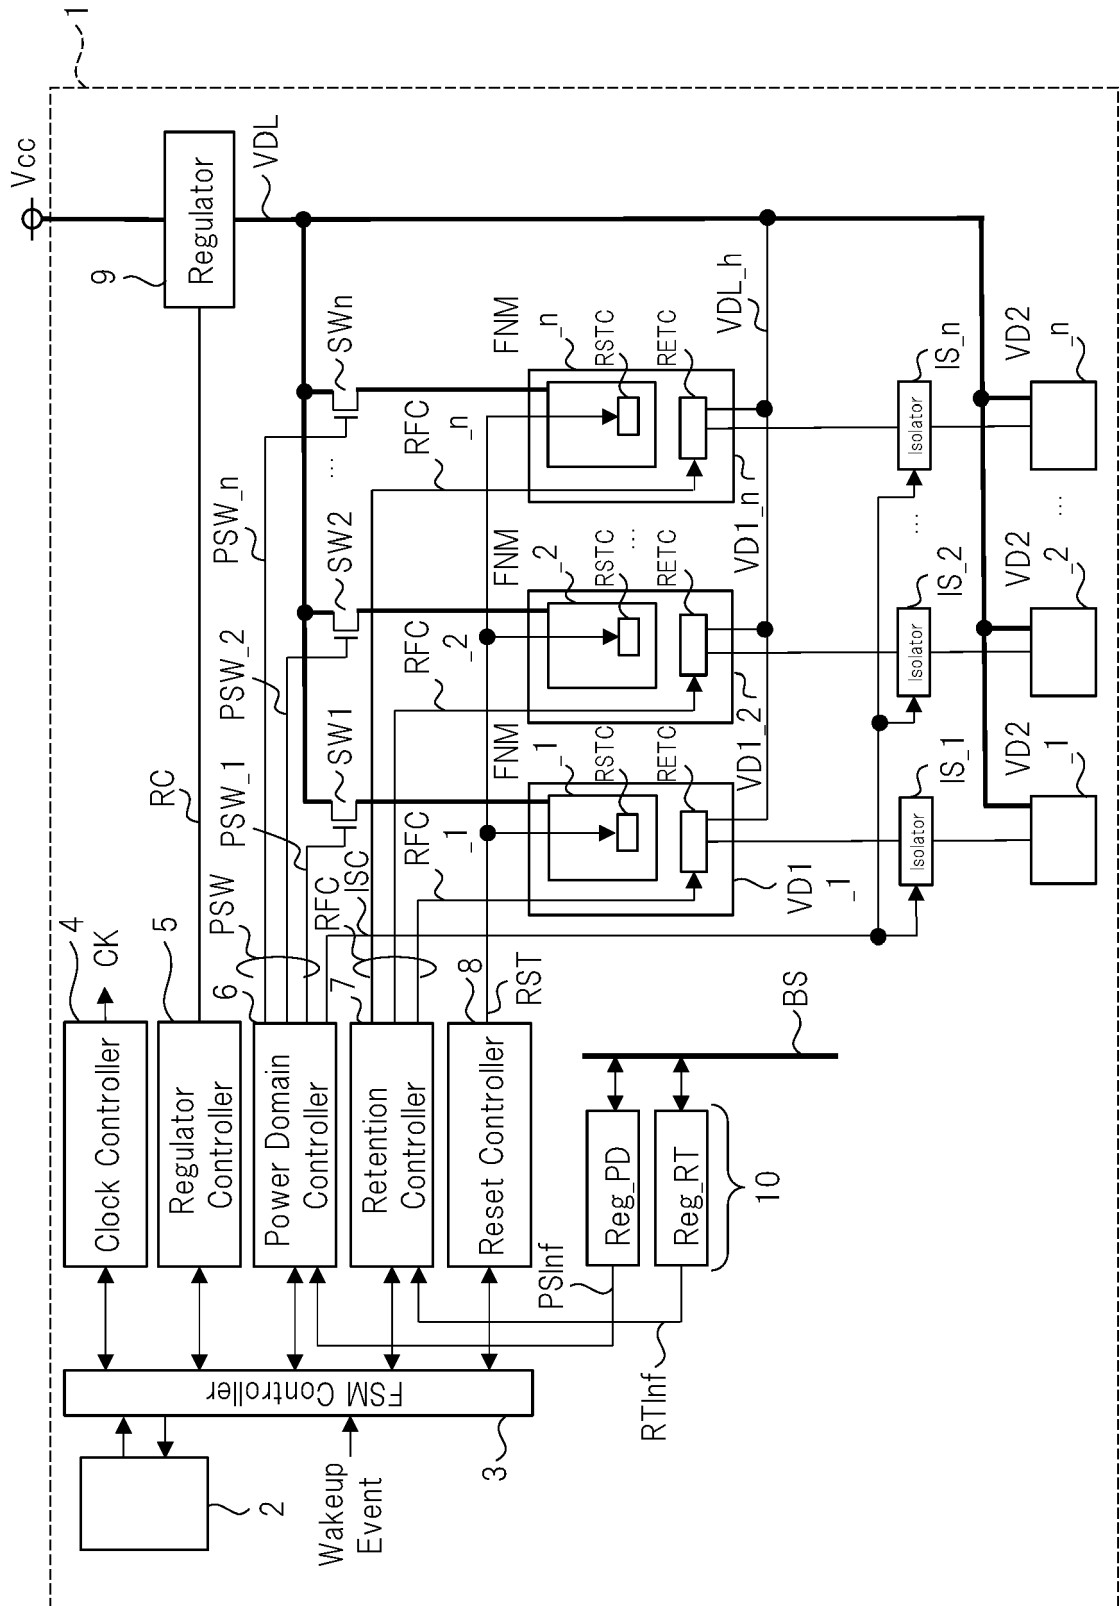 1
Vcc
VDL
Regulator
9
RC
4
CK
Clock Controller
5
Regulator
Controller
PSW
6
Power Domain
Controller
RFC
ISC
7
Retention
Controller
8
RST
Reset Controller
FSM Controller
3
2
Wakeup
Event
PSW_1
PSW_2
PSW_n
SW1
SW2
...
SWn
RFC
_1
RFC
_2
RFC
_n
FNM
_1
RSTC
RETC
FNM
_2
RSTC
...
RETC
FNM
_n
RSTC
RETC
VDL_h
VD1
_1
VD1_2
VD1_n
IS_1
Isolator
IS_2
Isolator
...
IS_n
Isolator
VD2
_1
VD2
_2
...
VD2
_n
BS
PSInf
Reg_PD
RTInf
Reg_RT
10